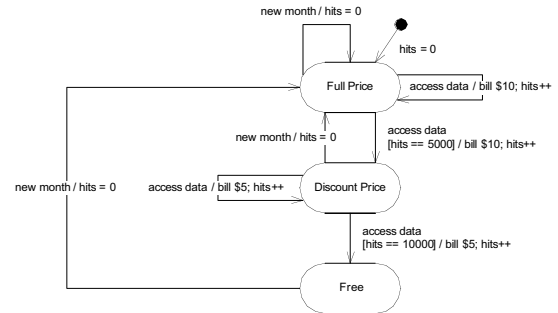 new month / hits = 0
hits = 0
Full Price
access data / bill $10; hits++
access data
[hits == 5000] / bill $10; hits++
new month / hits = 0
new month / hits = 0
access data / bill $5; hits++
Discount Price
access data
[hits == 10000] / bill $5; hits++
Free